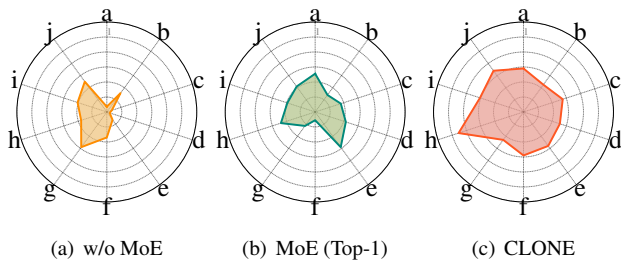 a
j b
i c
h d
g e
f
(a) w/o MoE
a
j b
i c
h d
g e
f
(b) MoE (Top-1)
a
j b
i c
h d
g e
f
(c) CLONE